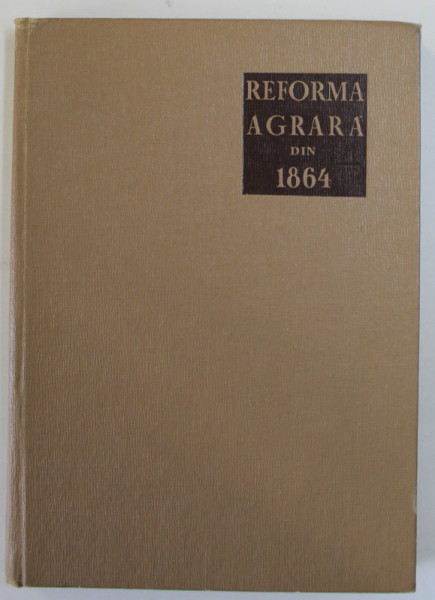 REFORMA
AGRARĂ
DIN
1864